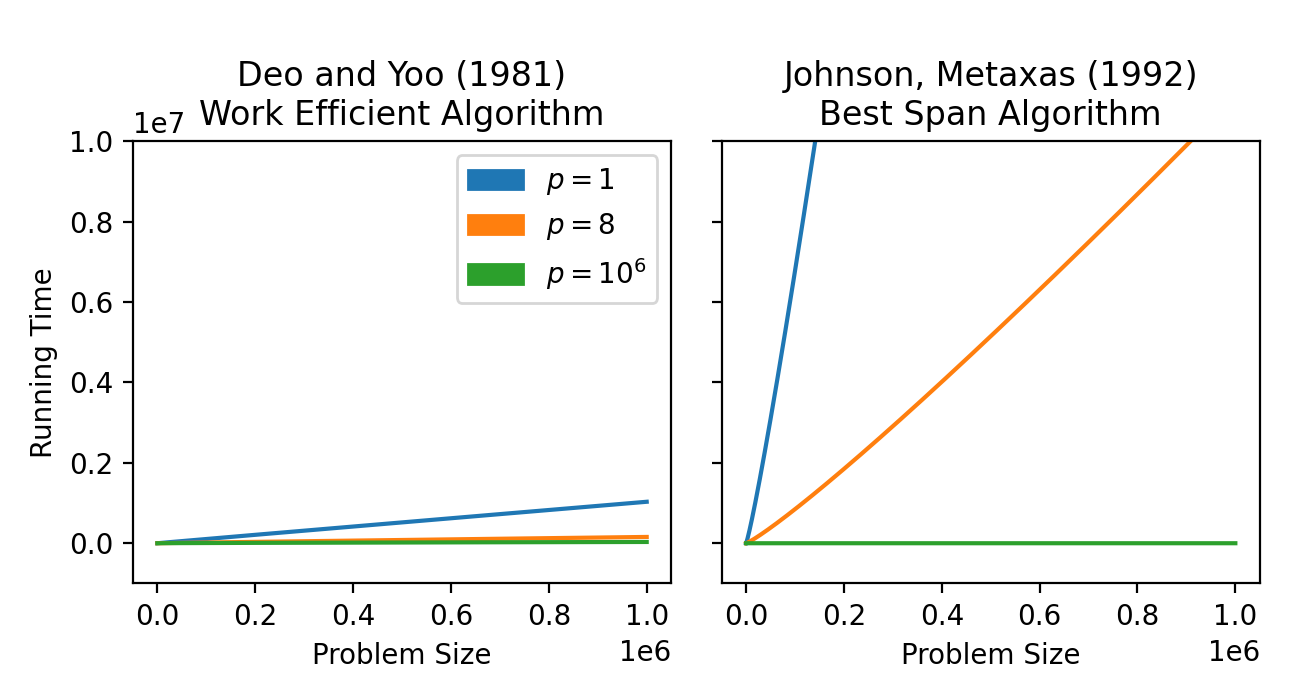 Deo and Yoo (1981)
Work Efficient Algorithm
1e7
1.0
0.8
0.6
0.4
0.2
0.0
Running Time
p = 1
p = 8
p = 10⁶
0.0 0.2 0.4 0.6 0.8 1.0
1e6
Problem Size
Johnson, Metaxas (1992)
Best Span Algorithm
0.0 0.2 0.4 0.6 0.8 1.0
1e6
Problem Size